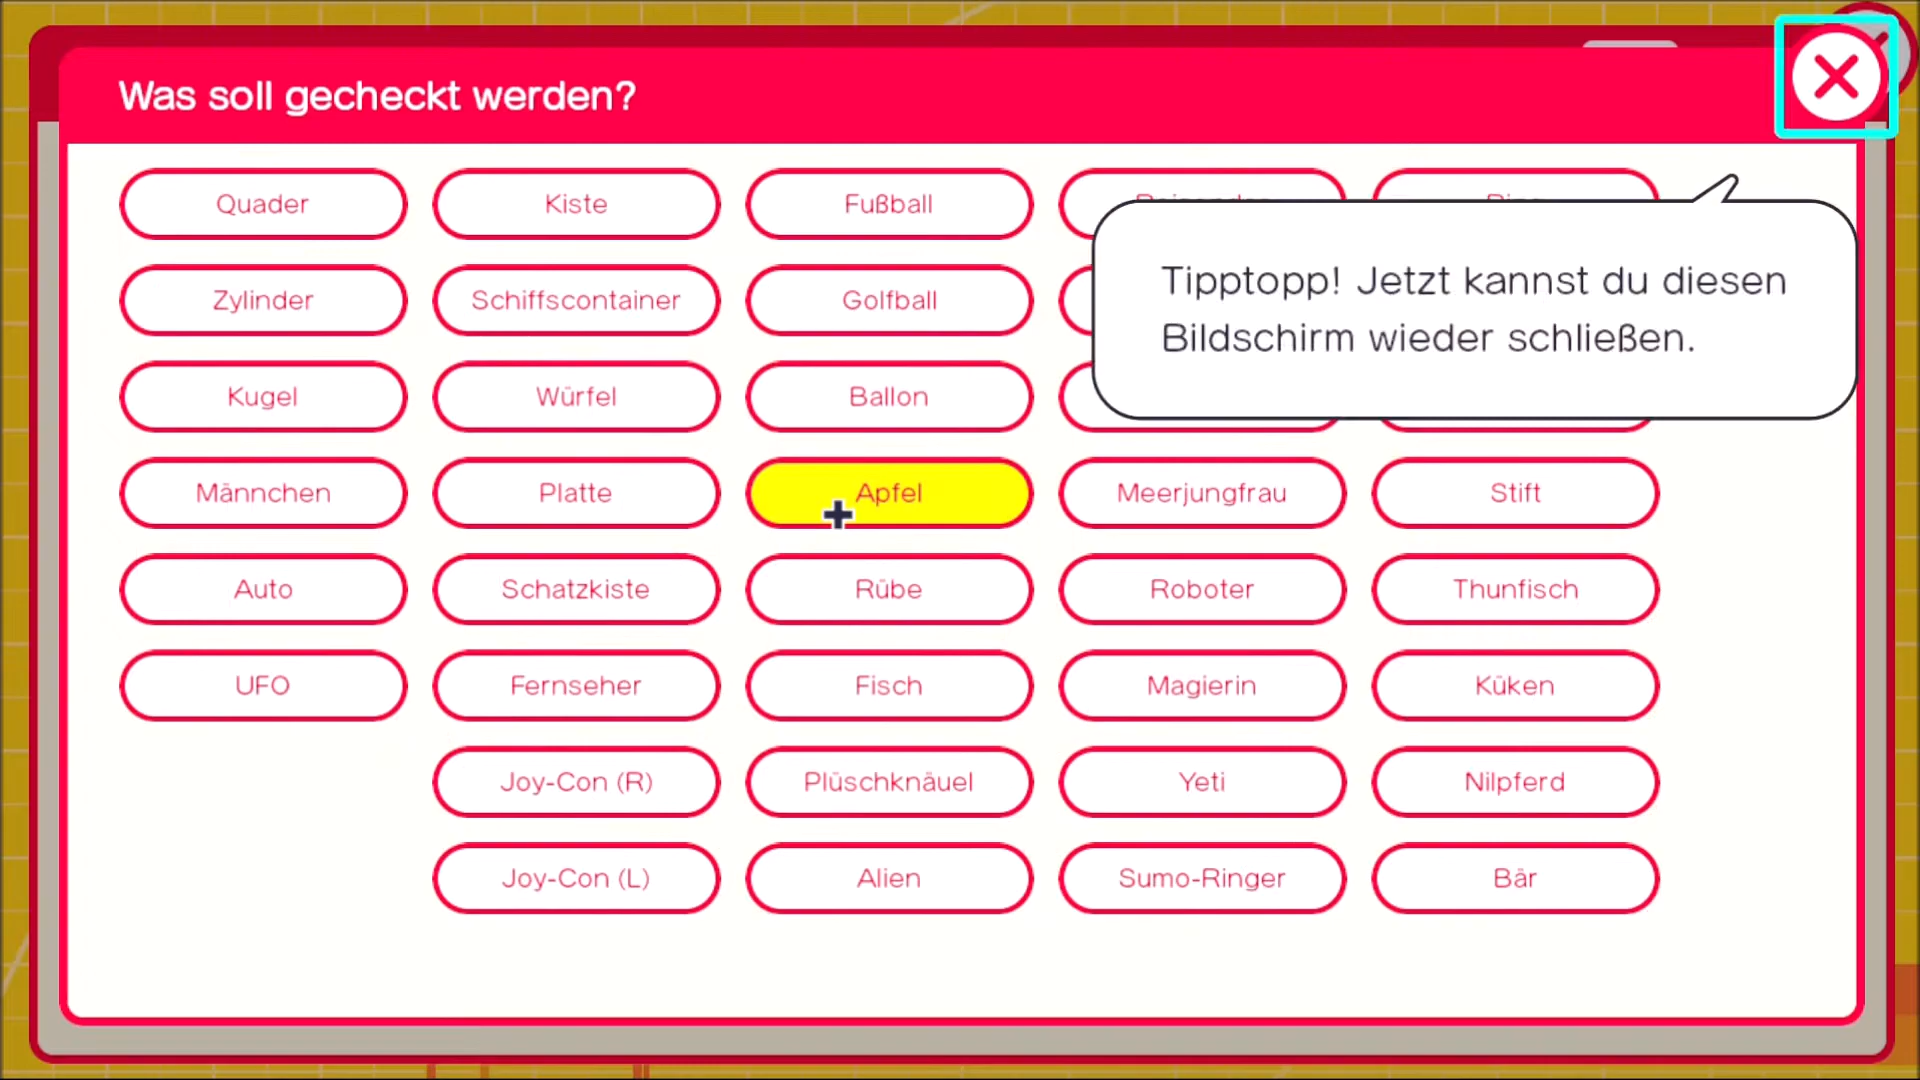 Was soll gecheckt werden?
Quader
Kiste
Fußball
Zylinder
Schiffscontainer
Golfball
Tipptopp! Jetzt kannst du diesen
Bildschirm wieder schließen.
Kugel
Würfel
Ballon
Männchen
Platte
Apfel
Meerjungfrau
Stift
Auto
Schatzkiste
Rübe
Roboter
Thunfisch
UFO
Fernseher
Fisch
Magierin
Küken
Joy-Con (R)
Plüschknäuel
Yeti
Nilpferd
Joy-Con (L)
Alien
Sumo-Ringer
Bär